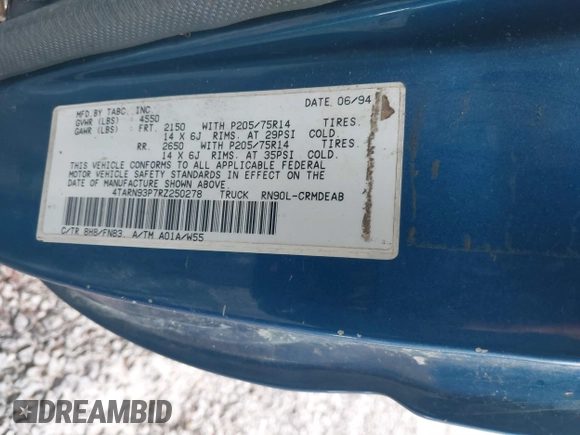 MFD.BY TABC, INC. DATE 06/94
GVWR (LBS) 4550
GAWR (LBS) FRT. 2150 WITH P205/75R14 TIRES.
14 X 6J RIMS. AT 29PSI COLD.
RR. 2650 WITH P205/75R14 TIRES.
14 X 6J RIMS. AT 35PSI COLD.
THIS VEHICLE CONFORMS TO ALL APPLICABLE FEDERAL
MOTOR VEHICLE SAFETY STANDARDS IN EFFECT ON THE
DATE OF MANUFACTURE SHOWN ABOVE.
4TARN93P7RZ250278 TRUCK RN90L-CRMDEAB
C/TR. 8H8/FN83. A/TM. A01A/W55
DREAMBID